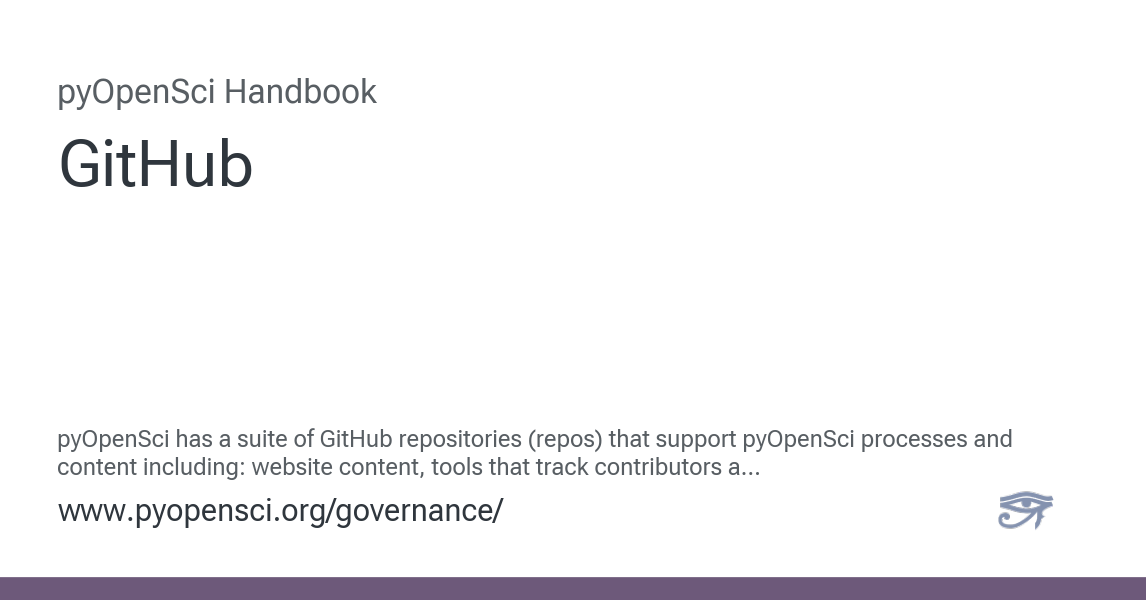 pyOpenSci Handbook
GitHub
pyOpenSci has a suite of GitHub repositories (repos) that support pyOpenSci processes and
content including: website content, tools that track contributors a...
www.pyopensci.org/governance/